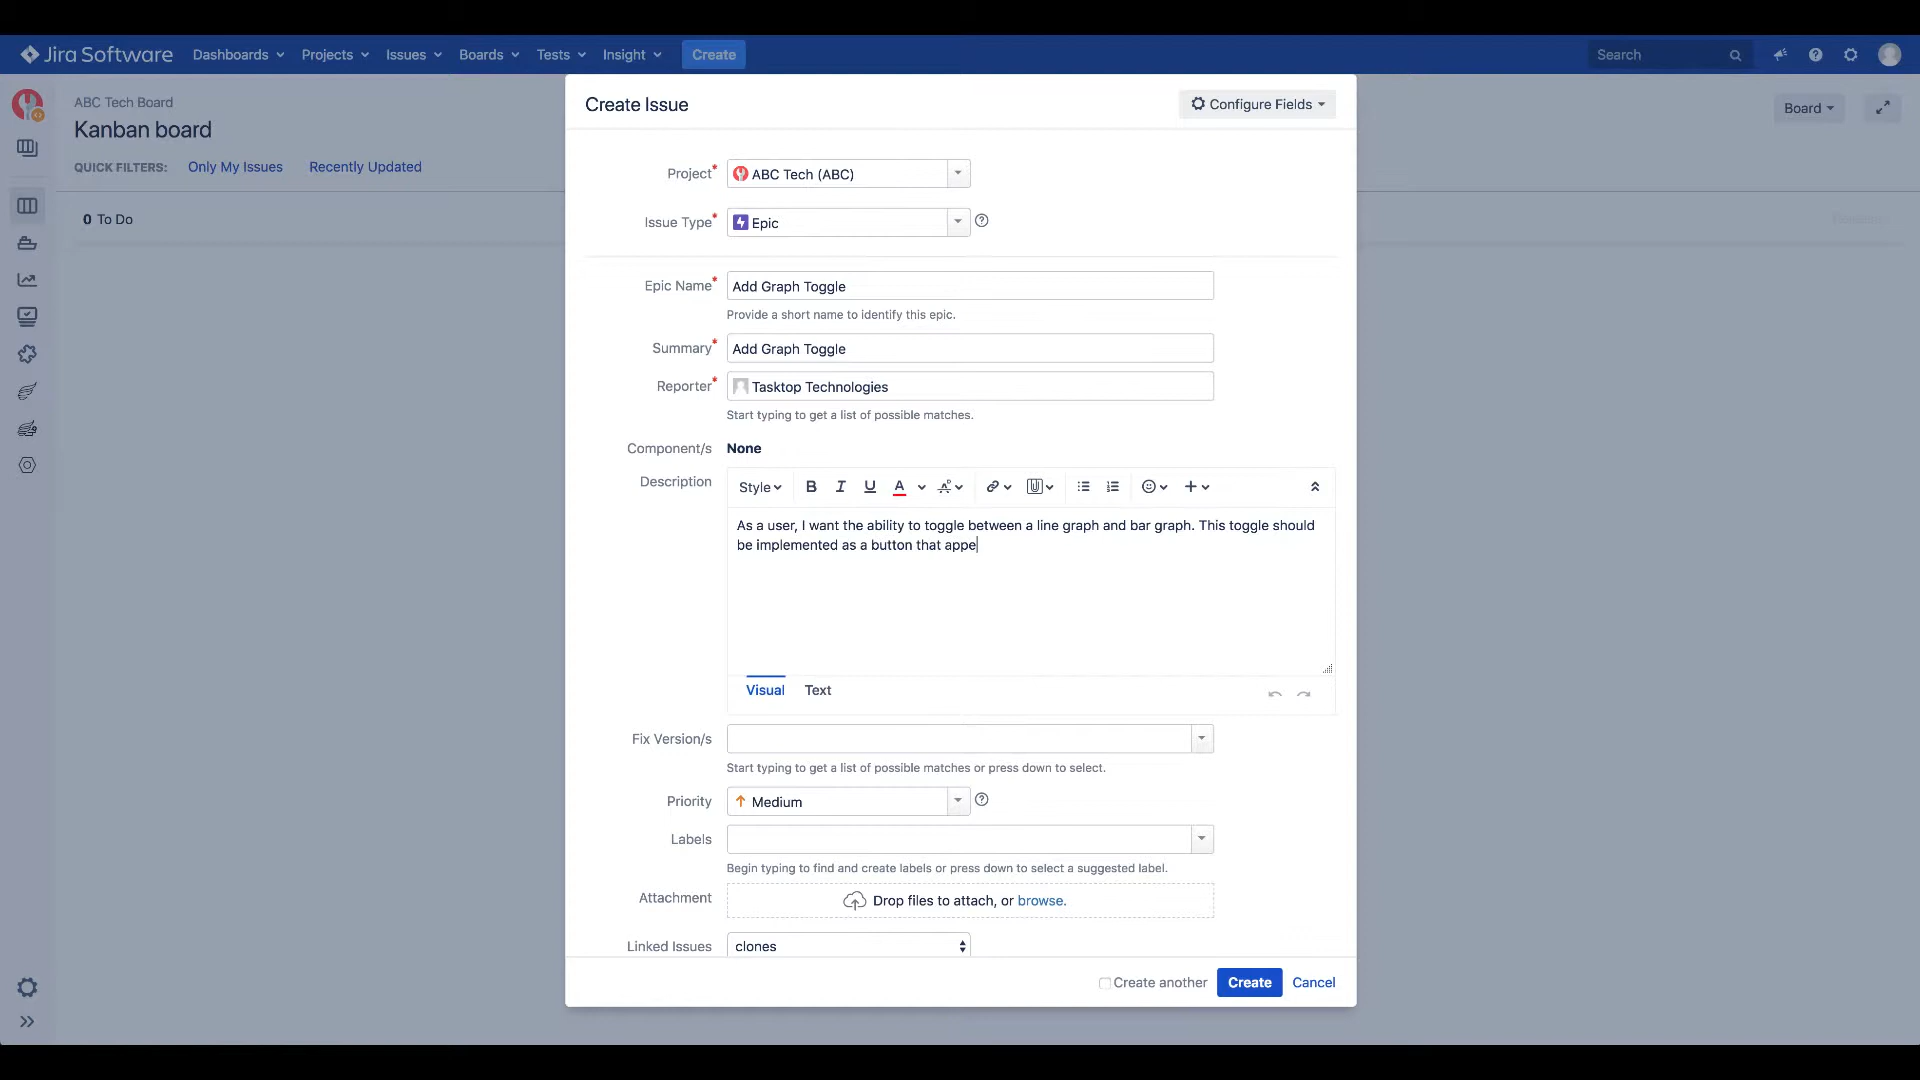 Jira Software Dashboards Projects Issues Boards Tests Insight Create Search
ABC Tech Board
Kanban board
Board
QUICK FILTERS: Only My Issues Recently Updated
0 To Do
Create Issue
Configure Fields
Project* ABC Tech (ABC)
Issue Type* Epic
Epic Name* Add Graph Toggle
Provide a short name to identify this epic.
Summary* Add Graph Toggle
Reporter* Tasktop Technologies
Start typing to get a list of possible matches.
Component/s None
Description
Style B I U A
As a user, I want the ability to toggle between a line graph and bar graph. This toggle should
be implemented as a button that appe
Visual Text
Fix Version/s
Start typing to get a list of possible matches or press down to select.
Priority Medium
Labels
Begin typing to find and create labels or press down to select a suggested label.
Attachment Drop files to attach, or browse.
Linked Issues clones
Create another Create Cancel